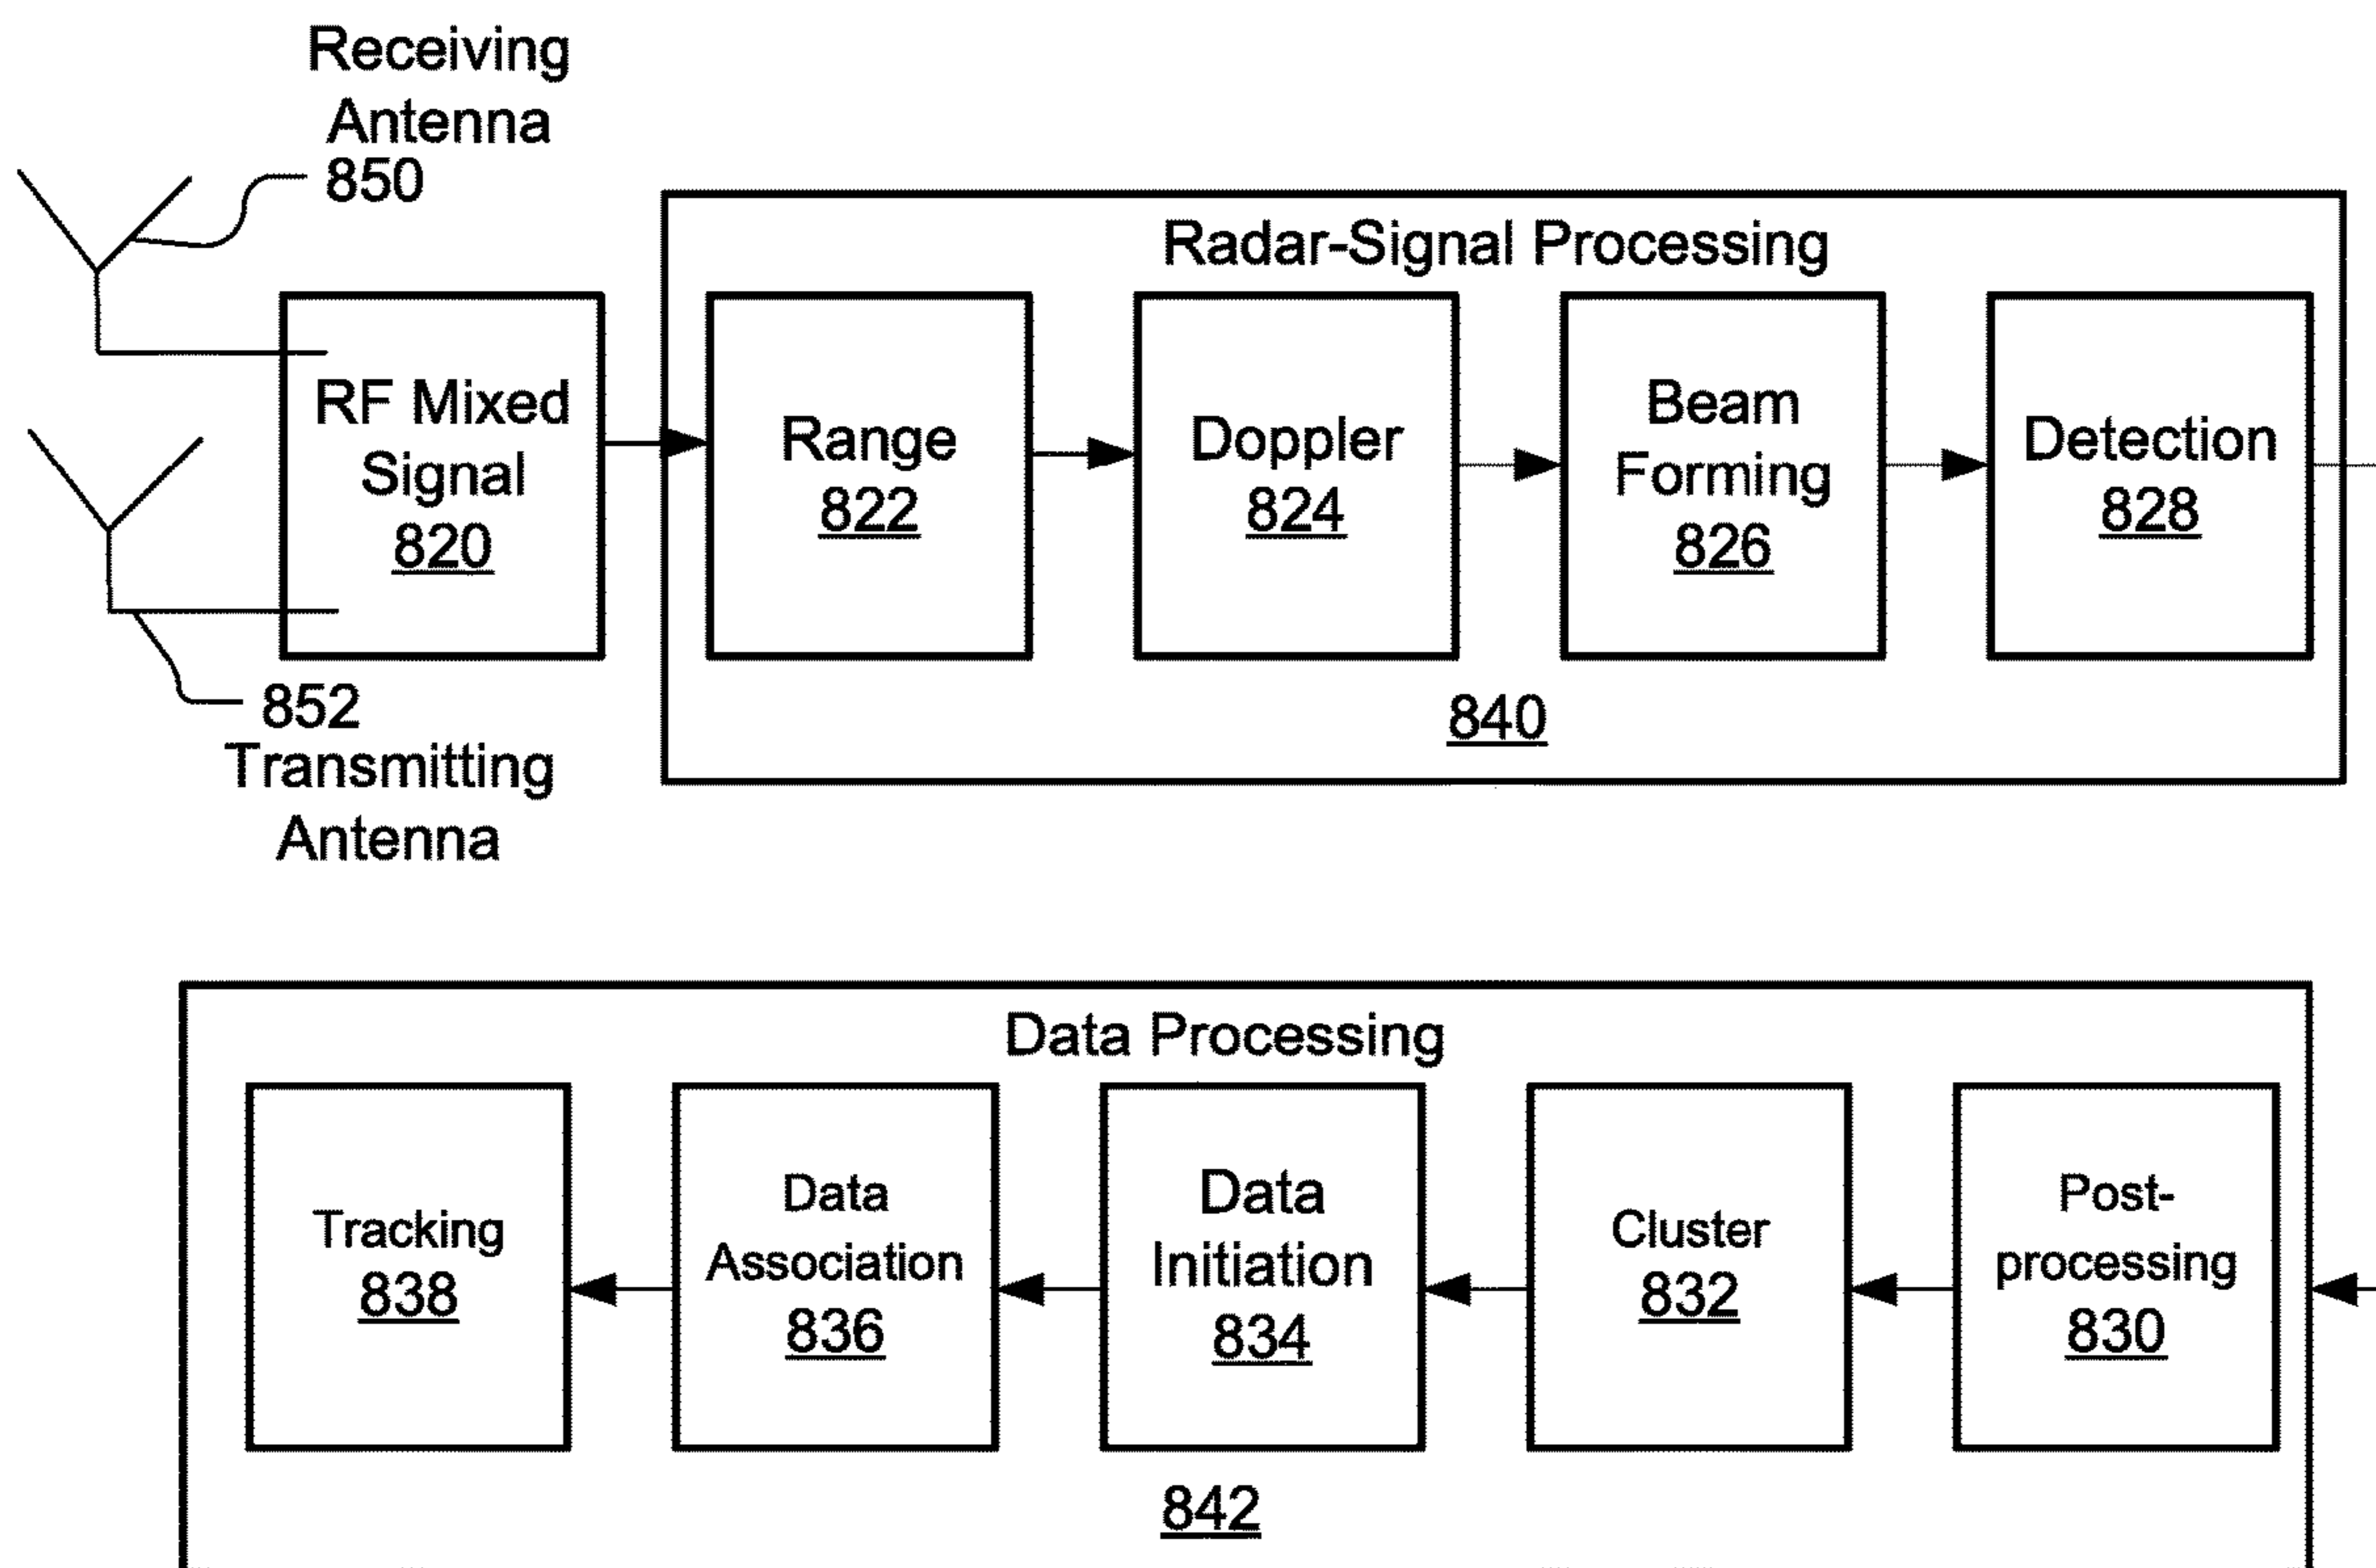 Receiving
Antenna
850
Radar-Signal Processing
RF Mixed
Signal
820
Range
822
Doppler
824
Beam
Forming
826
Detection
828
840
852
Transmitting
Antenna
Data Processing
Tracking
838
Data
Association
836
Data
Initiation
834
Cluster
832
Post-
processing
830
842